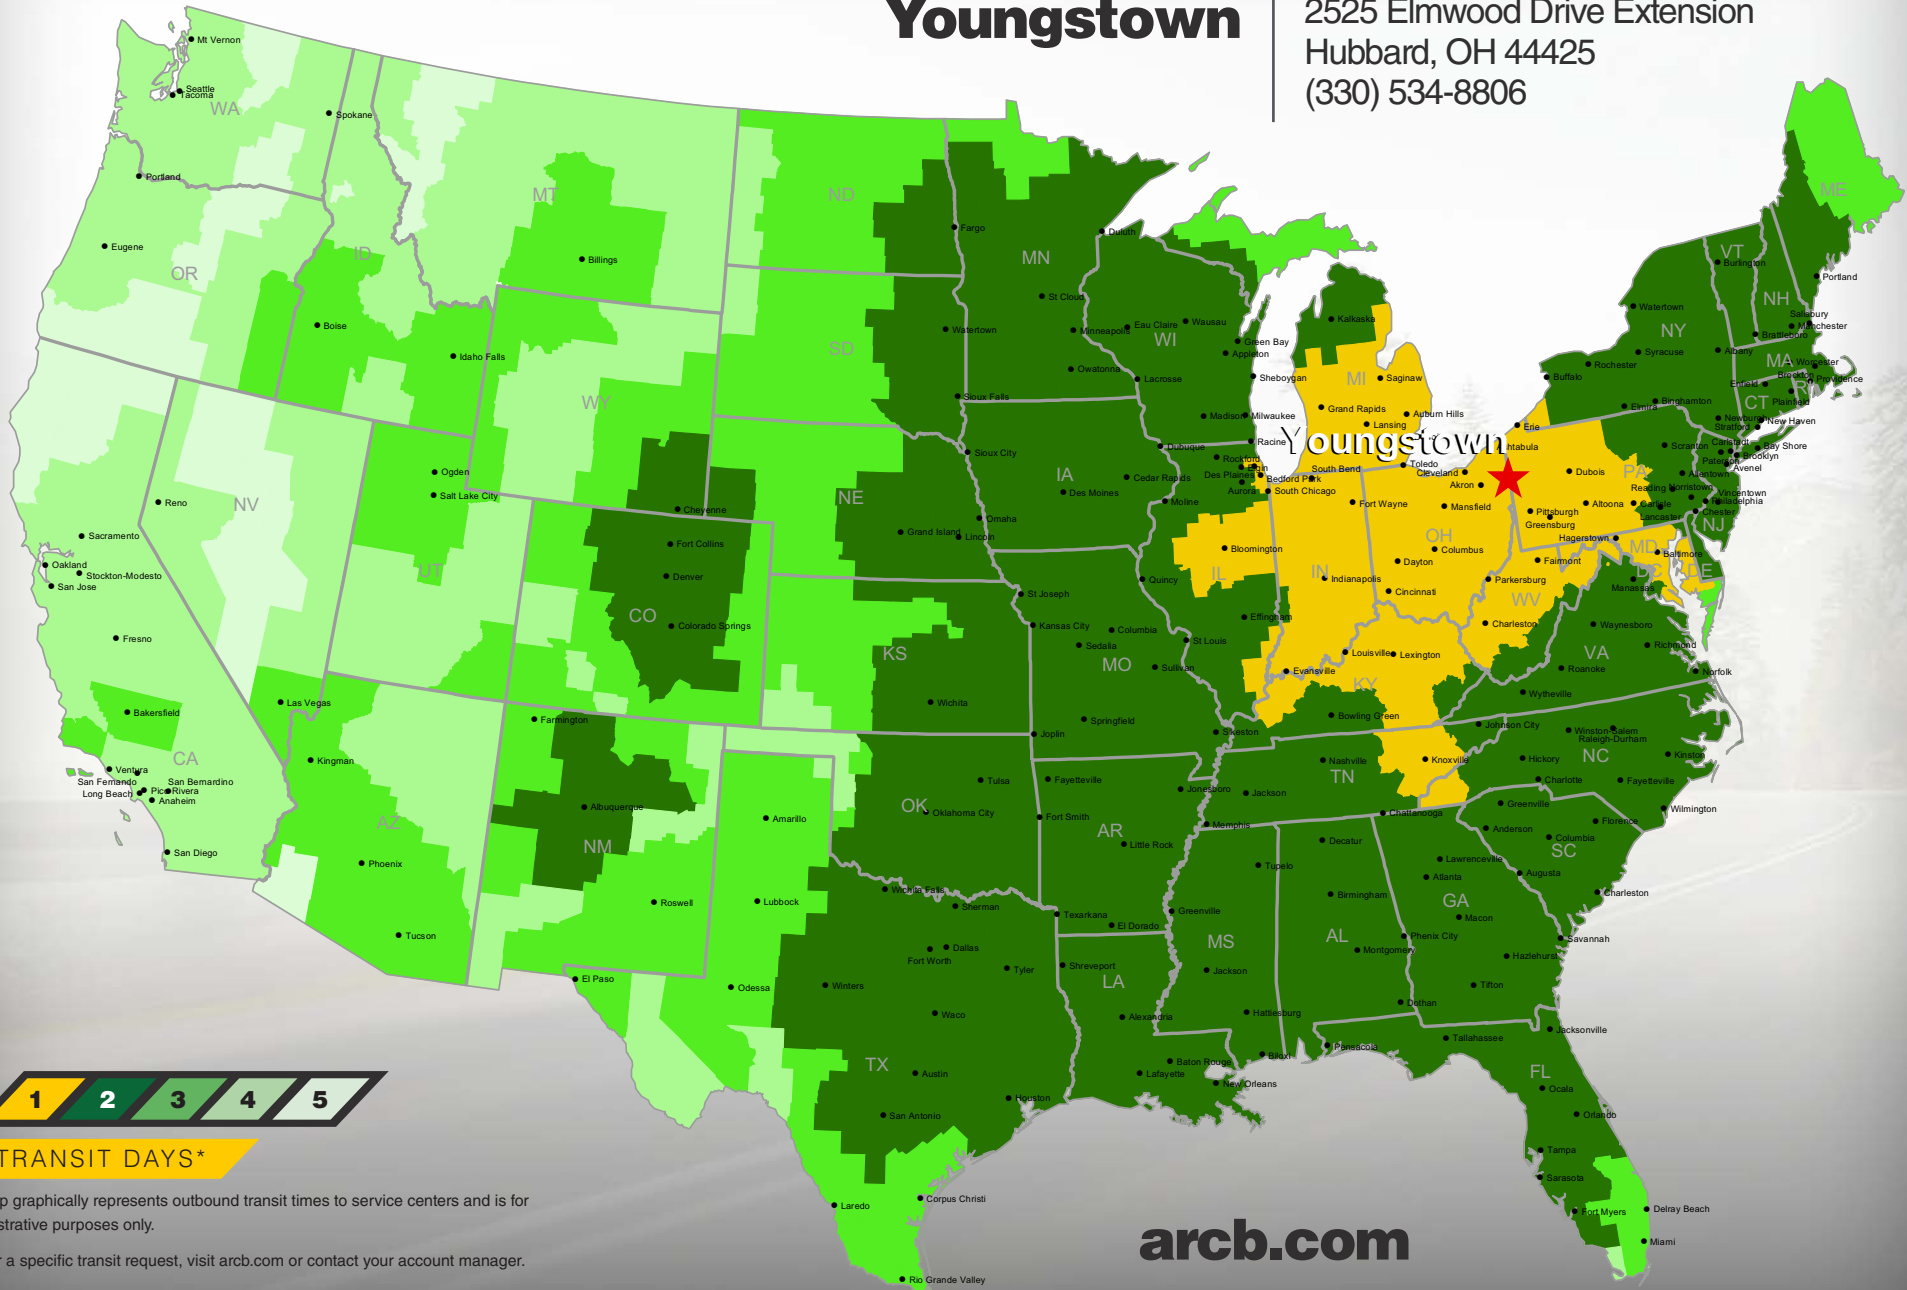 Youngstown
2525 Elmwood Drive Extension
Hubbard, OH 44425
(330) 534-8806
Mt Vernon
Seattle
Tacoma
WA
Spokane
Portland
Eugene
OR
ID
Boise
Idaho Falls
MT
Billings
ND
Fargo
MN
Duluth
St Cloud
Minneapolis
Eau Claire
Wausau
WI
Green Bay
Appleton
Watertown
SD
Owatonna
Lacrosse
Sheboygan
Sioux Falls
Madison
Milwaukee
Racine
WY
Kalkaska
MI
Saginaw
Grand Rapids
Auburn Hills
Lansing
Youngstown
ME
VT
Burlington
Portland
NH
Watertown
Salisbury
Manchester
NY
Brattleboro
Syracuse
Albany
Rochester
MA
Worcester
Brockton
Providence
Buffalo
Enfield
RI
CT
Plainfield
Elmira
Binghamton
Newburgh
New Haven
Stratford
Erie
htabula
Scranton
Carlstadt
Bay Shore
Brooklyn
Paterson
Avenel
Allentown
Dubois
PA
Reading
Norristown
Vincentown
Philadelphia
Altoona
Carlisle
Lancaster
Chester
Pittsburgh
Greensburg
NJ
Hagerstown
MD
Baltimore
DC
DE
Manassas
Toledo
Cleveland
Akron
South Bend
Mansfield
Fort Wayne
OH
Columbus
Dayton
Cincinnati
Fairmont
Parkersburg
WV
Charleston
Waynesboro
VA
Richmond
Roanoke
Norfolk
Wytheville
Dubuque
Rockford
Elgin
Des Plaines
Bedford Park
Aurora
South Chicago
Sioux City
IA
Cedar Rapids
Des Moines
Moline
Bloomington
IL
IN
Indianapolis
Quincy
Effingham
Evansville
Louisville
Lexington
KY
Bowling Green
NV
Reno
Ogden
Salt Lake City
UT
Cheyenne
Fort Collins
Denver
CO
Colorado Springs
NE
Grand Island
Lincoln
Omaha
St Joseph
Kansas City
Columbia
Sedalia
MO
Sullivan
St Louis
Springfield
Joplin
Sikeston
KS
Wichita
Sacramento
Oakland
Stockton-Modesto
San Jose
Fresno
Bakersfield
CA
Ventura
San Fernando
San Bernardino
Long Beach
Pico Rivera
Anaheim
San Diego
Las Vegas
Kingman
AZ
Phoenix
Tucson
Farmington
Albuquerque
NM
Roswell
Amarillo
Lubbock
El Paso
Odessa
Tulsa
OK
Oklahoma City
Fayetteville
Fort Smith
AR
Little Rock
Jonesboro
Jackson
Memphis
Nashville
TN
Knoxville
Chattanooga
Johnson City
Winston-Salem
Raleigh-Durham
NC
Hickory
Kinston
Charlotte
Fayetteville
Greenville
Wilmington
Anderson
Florence
Columbia
SC
Lawrenceville
Atlanta
Augusta
Charleston
GA
Macon
Savannah
Phenix City
Hazlehurst
Tifton
Decatur
Tupelo
Birmingham
AL
Montgomery
Dothan
Greenville
MS
Jackson
Hattiesburg
Biloxi
Pensacola
Tallahassee
Jacksonville
FL
Ocala
Orlando
Tampa
Sarasota
Fort Myers
Delray Beach
Miami
Wichita Falls
Sherman
Texarkana
El Dorado
Dallas
Fort Worth
Tyler
Shreveport
LA
Winters
Waco
Alexandria
TX
Austin
Baton Rouge
Lafayette
New Orleans
Houston
San Antonio
Corpus Christi
Laredo
Rio Grande Valley
1 2 3 4 5
TRANSIT DAYS*
p graphically represents outbound transit times to service centers and is for
strative purposes only.
r a specific transit request, visit arcb.com or contact your account manager.
arcb.com